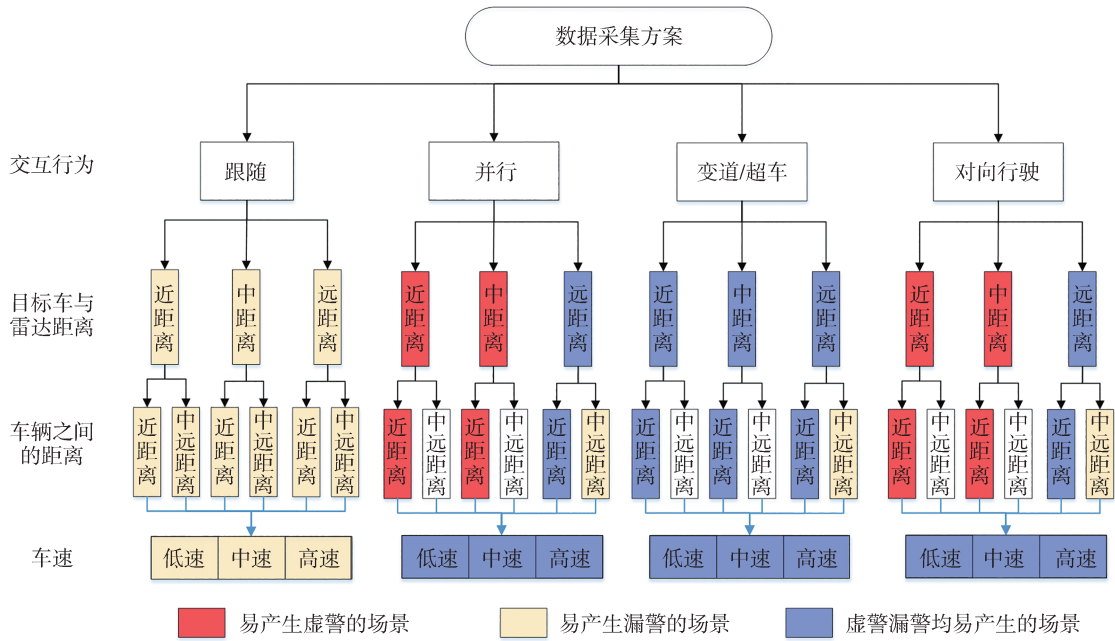 数据采集方案
交互行为
跟随
并行
变道/超车
对向行驶
目标车与
雷达距离
近距离
中距离
远距离
近距离
中距离
远距离
近距离
中距离
远距离
近距离
中距离
远距离
车辆之间
的距离
近距离
中远距离
近距离
中远距离
近距离
中远距离
近距离
中远距离
近距离
中远距离
近距离
中远距离
近距离
中远距离
近距离
中远距离
近距离
中远距离
近距离
中远距离
近距离
中远距离
近距离
中远距离
车速
低速 中速 高速
低速 中速 高速
低速 中速 高速
低速 中速 高速
易产生虚警的场景
易产生漏警的场景
虚警漏警均易产生的场景